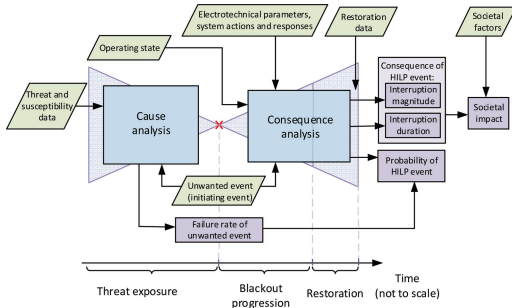 Electrotechnical parameters,
system actions and responses
Restoration
data
Societal
factors
Operating state
Threat and
susceptibility
data
Cause
analysis
Consequence
analysis
Consequence of
HILP event:
Interruption
magnitude
Interruption
duration
Societal
impact
Probability of
HILP event
Unwanted event
(initiating event)
Failure rate of
unwanted event
Threat exposure
Blackout
progression
Restoration
Time
(not to scale)